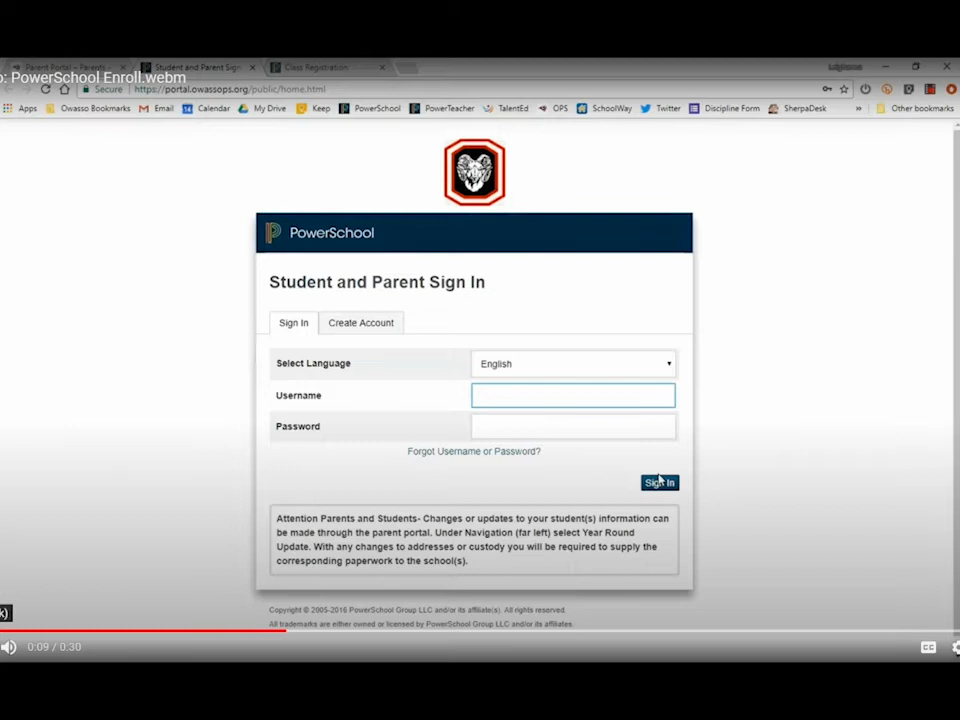 Parent Portal – Parents - Student and Parent Sign Class Registration
o: PowerSchool Enroll.webm
Secure https://portal.owassops.org/public/home.html
Apps Owasso Bookmarks Email Calendar My Drive Keep PowerSchool PowerTeacher TalentEd OPS SchoolWay Twitter Discipline Form SherpaDesk » Other bookmarks
PowerSchool
Student and Parent Sign In
Sign In Create Account
Select Language English
Username
Password
Forgot Username or Password?
Sign In
Attention Parents and Students- Changes or updates to your student(s) information can
be made through the parent portal. Under Navigation (far left) select Year Round
Update. With any changes to addresses or custody you will be required to supply the
corresponding paperwork to the school(s).
Copyright © 2005-2016 PowerSchool Group LLC and/or its affiliate(s). All rights reserved.
All trademarks are either owned or licensed by PowerSchool Group LLC and/or its affiliates.
k)
0:09 / 0:30 CC